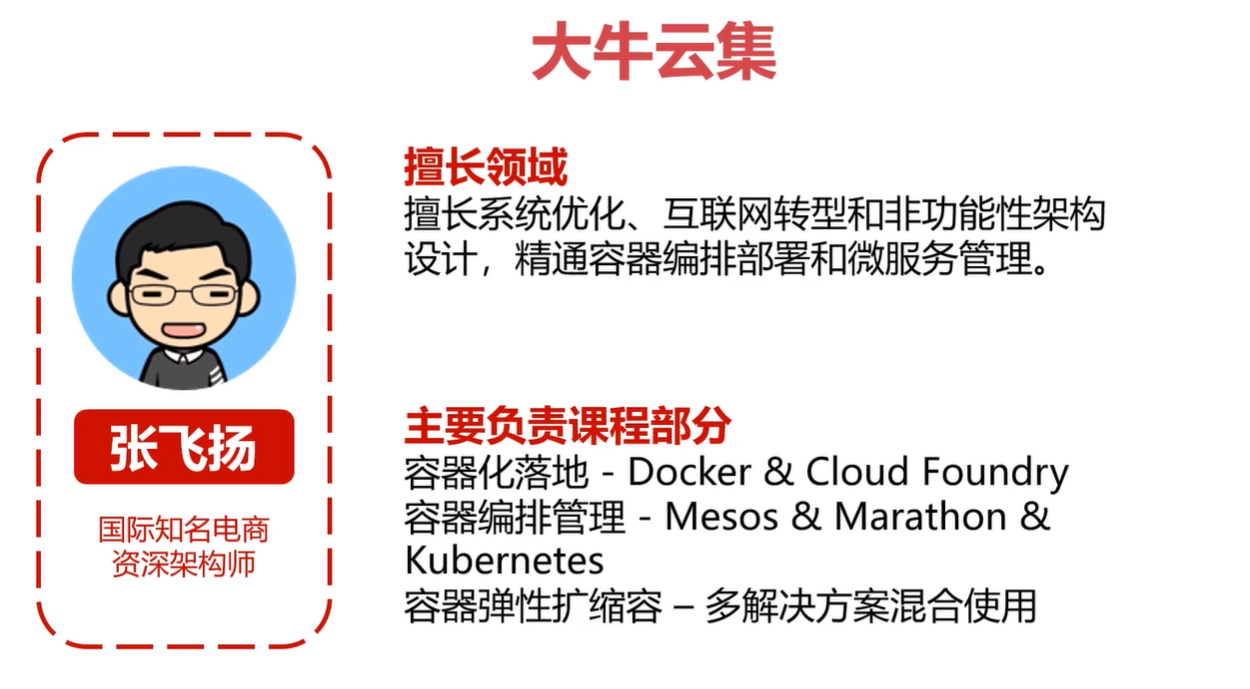 大牛云集
张飞扬
国际知名电商
资深架构师
擅长领域
擅长系统优化、互联网转型和非功能性架构
设计，精通容器编排部署和微服务管理。
主要负责课程部分
容器化落地 - Docker & Cloud Foundry
容器编排管理 - Mesos & Marathon &
Kubernetes
容器弹性扩缩容 – 多解决方案混合使用